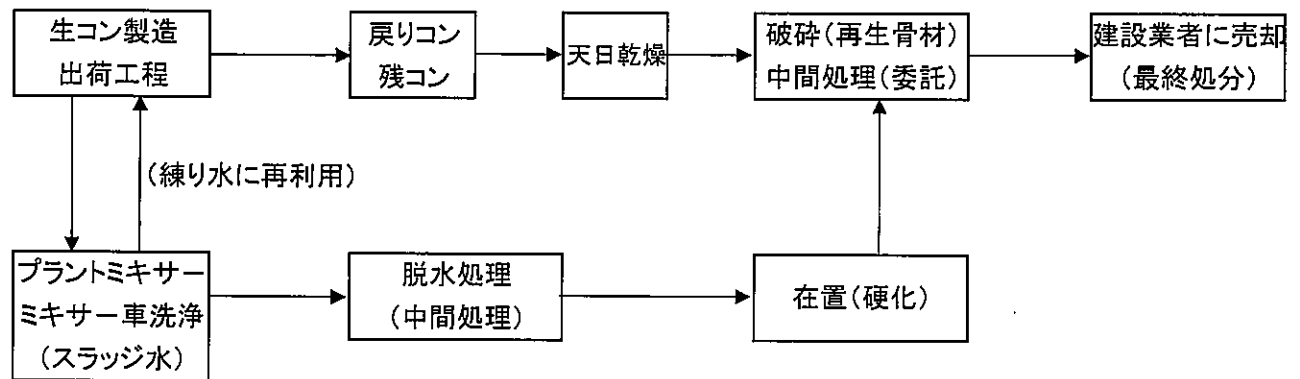 生コン製造
出荷工程
戻りコン
残コン
天日乾燥
破砕(再生骨材)
中間処理(委託)
建設業者に売却
(最終処分)
(練り水に再利用)
プラントミキサー
ミキサー車洗浄
(スラッジ水)
脱水処理
(中間処理)
在置(硬化)